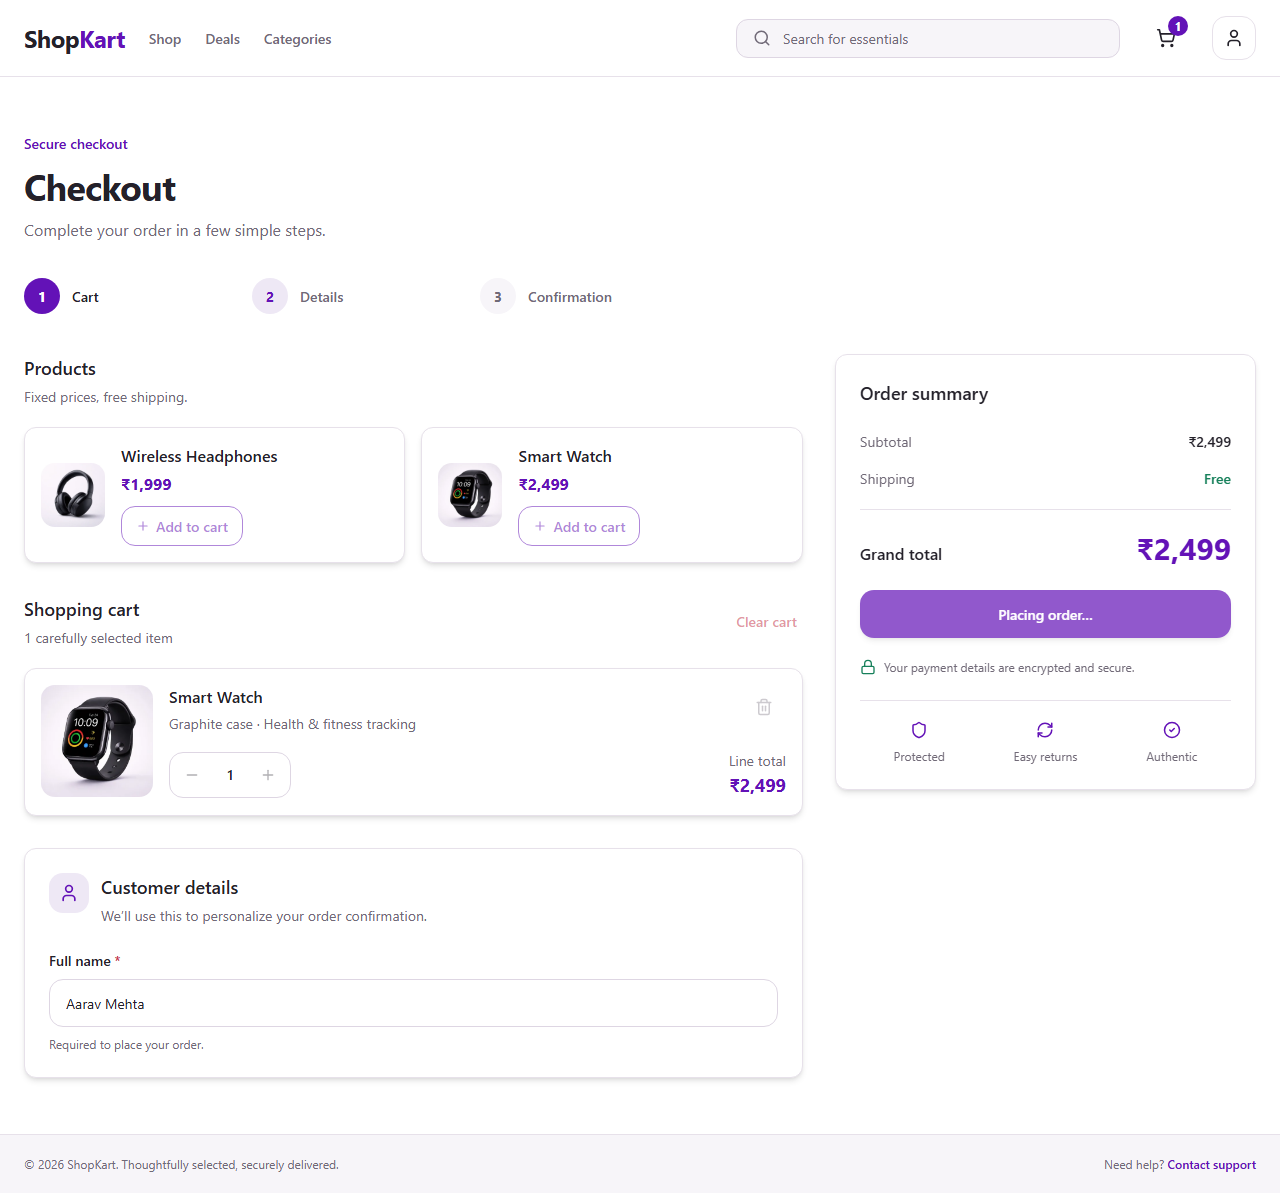 ShopKart
Shop
Deals
Categories
Search for essentials
1
Secure checkout
Checkout
Complete your order in a few simple steps.
1 Cart
2 Details
3 Confirmation
Products
Fixed prices, free shipping.
Wireless Headphones
₹1,999
+ Add to cart
Smart Watch
₹2,499
+ Add to cart
Shopping cart
1 carefully selected item
Clear cart
10:09
Smart Watch
Graphite case · Health & fitness tracking
− 1 +
Line total
₹2,499
Customer details
We'll use this to personalize your order confirmation.
Full name *
Aarav Mehta
Required to place your order.
Order summary
Subtotal ₹2,499
Shipping Free
Grand total ₹2,499
Placing order...
Your payment details are encrypted and secure.
Protected
Easy returns
Authentic
© 2026 ShopKart. Thoughtfully selected, securely delivered.
Need help? Contact support